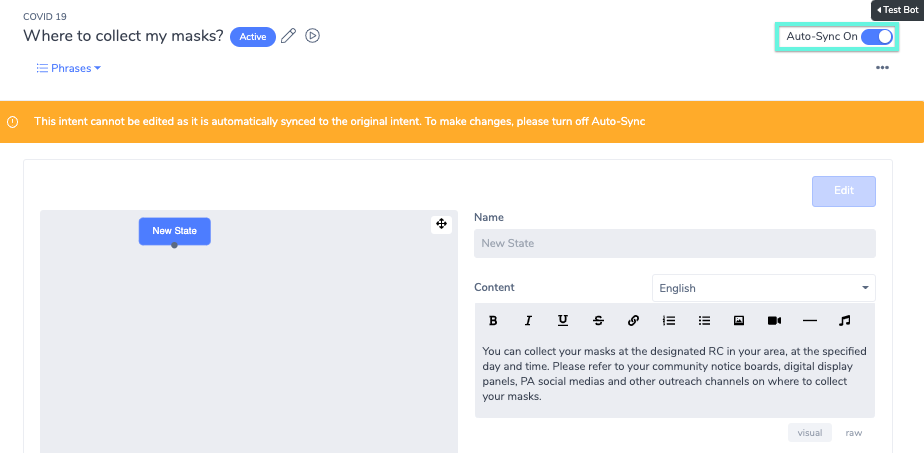 COVID 19
Test Bot
Where to collect my masks? Active
Auto-Sync On
Phrases
This intent cannot be edited as it is automatically synced to the original intent. To make changes, please turn off Auto-Sync
Edit
New State
Name
New State
Content
English
B I U S
You can collect your masks at the designated RC in your area, at the specified
day and time. Please refer to your community notice boards, digital display
panels, PA social medias and other outreach channels on where to collect
your masks.
visual raw